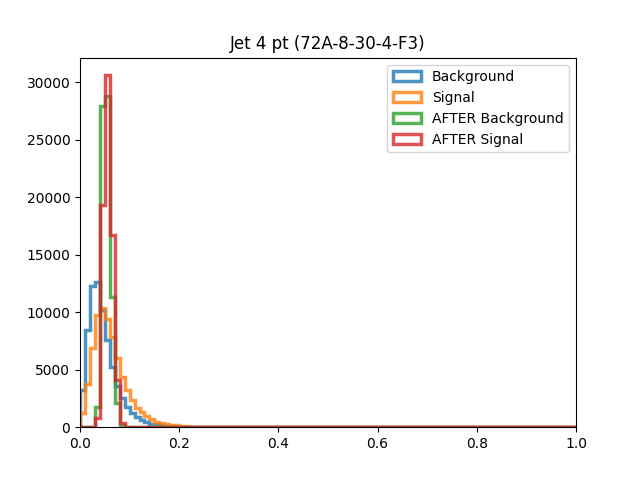 Jet 4 pt (72A-8-30-4-F3)
Background
Signal
AFTER Background
AFTER Signal
30000
25000
20000
15000
10000
5000
0
0.0 0.2 0.4 0.6 0.8 1.0